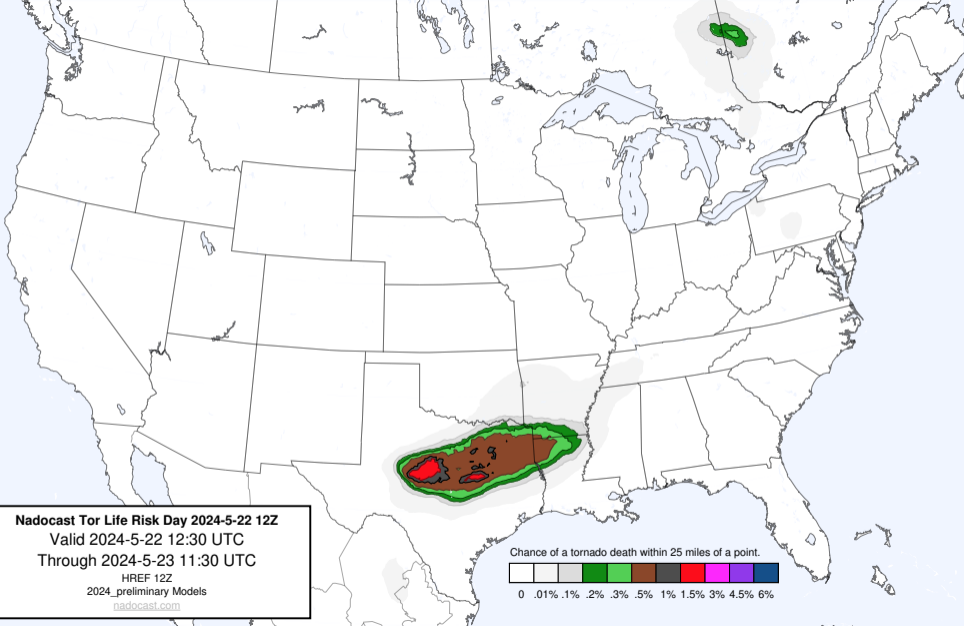 Nadocast Tor Life Risk Day 2024-5-22 12Z
Valid 2024-5-22 12:30 UTC
Through 2024-5-23 11:30 UTC
HREF 12Z
2024_preliminary Models
nadocast.com
Chance of a tornado death within 25 miles of a point.
0 .01% .1% .2% .3% .5% 1% 1.5% 3% 4.5% 6%